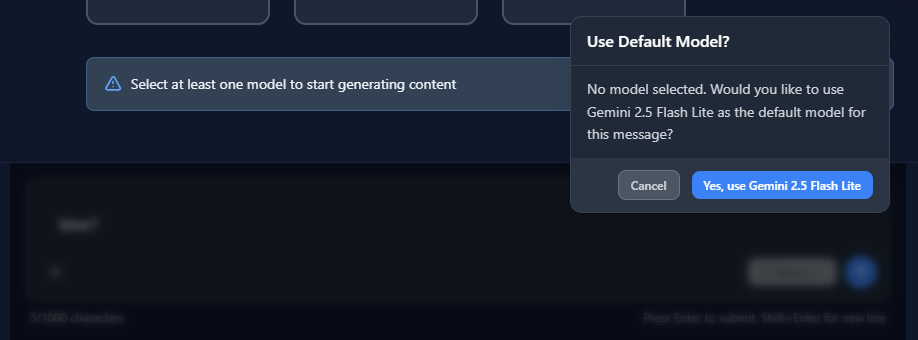 Use Default Model?
No model selected. Would you like to use
Gemini 2.5 Flash Lite as the default model for
this message?
Cancel
Yes, use Gemini 2.5 Flash Lite
Select at least one model to start generating content
5/1000 characters
Press Enter to submit, Shift+Enter for new line